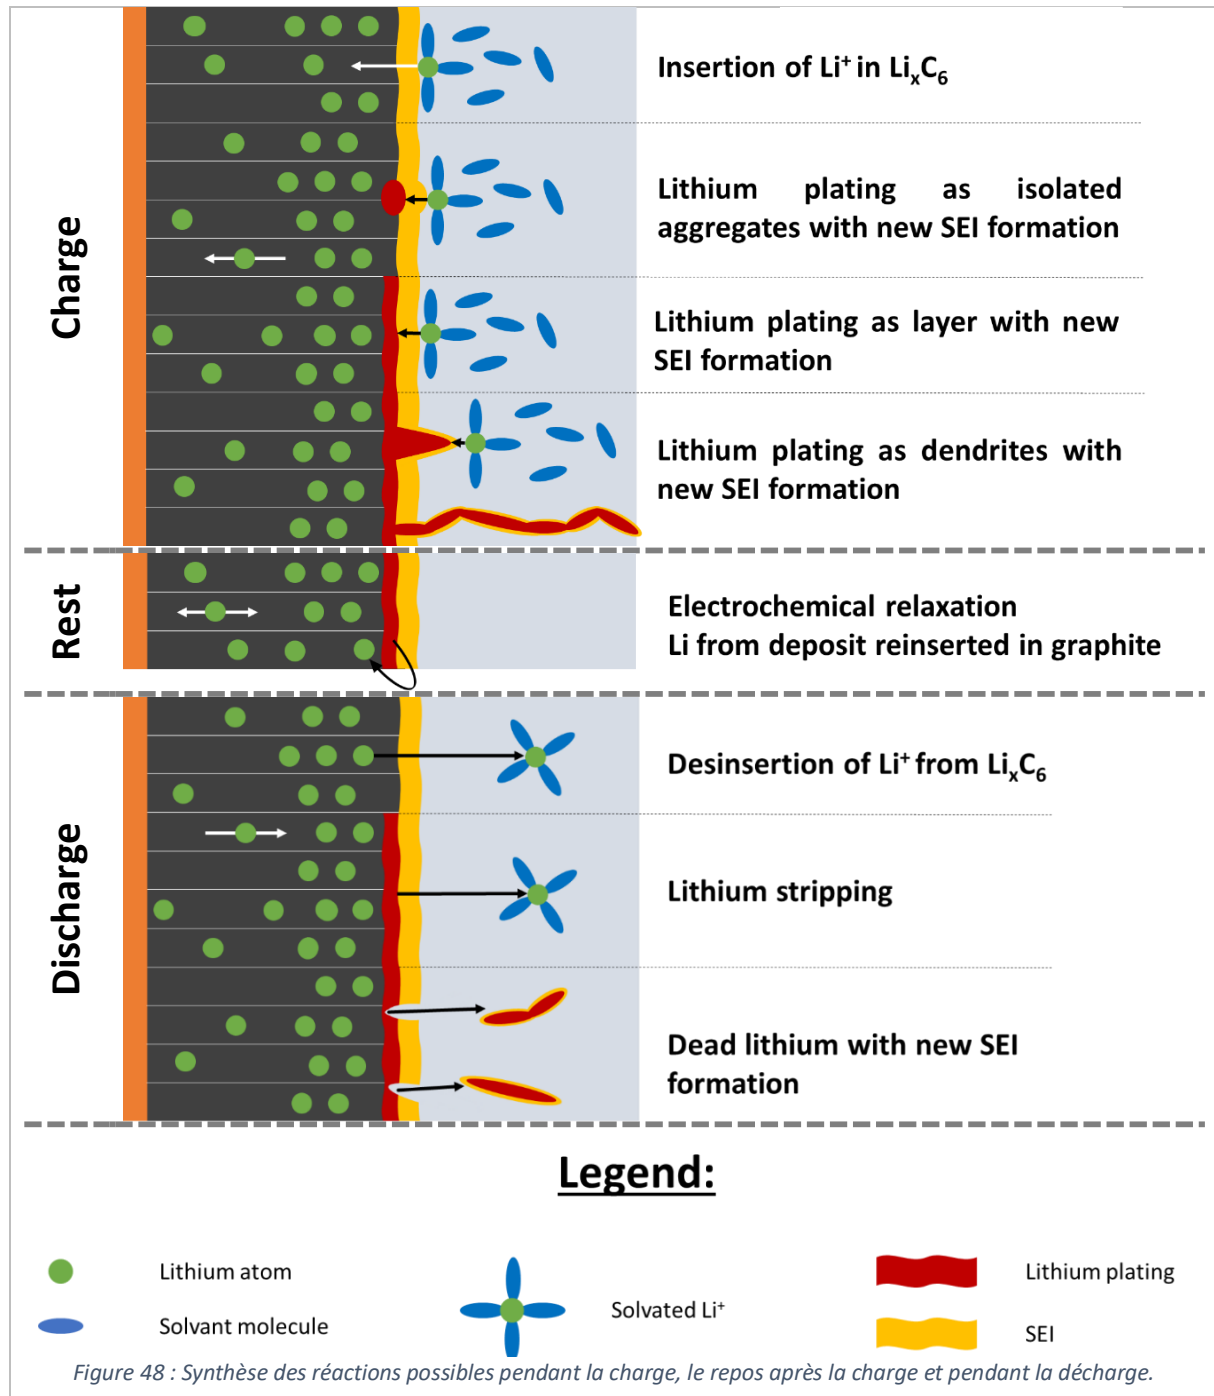 Charge
Insertion of Li⁺ in LiₓC₆
Lithium plating as isolated
aggregates with new SEI formation
Lithium plating as layer with new
SEI formation
Lithium plating as dendrites with
new SEI formation
Rest
Electrochemical relaxation
Li from deposit reinserted in graphite
Discharge
Desinsertion of Li⁺ from LiₓC₆
Lithium stripping
Dead lithium with new SEI
formation
Legend:
Lithium atom
Solvant molecule
Solvated Li⁺
Lithium plating
SEI
Figure 48 : Synthèse des réactions possibles pendant la charge, le repos après la charge et pendant la décharge.